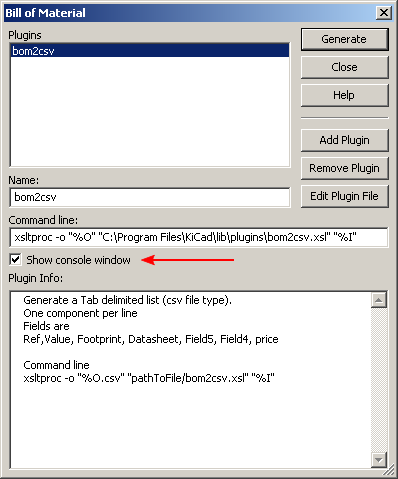 Bill of Material
Plugins
bom2csv
Generate
Close
Help
Add Plugin
Remove Plugin
Edit Plugin File
Name:
bom2csv
Command line:
xsltproc -o "%O" "C:\Program Files\KiCad\lib\plugins\bom2csv.xsl" "%I"
Show console window
Plugin Info:
Generate a Tab delimited list (csv file type).
One component per line
Fields are
Ref,Value, Footprint, Datasheet, Field5, Field4, price
Command line
xsltproc -o "%O.csv" "pathToFile/bom2csv.xsl" "%I"